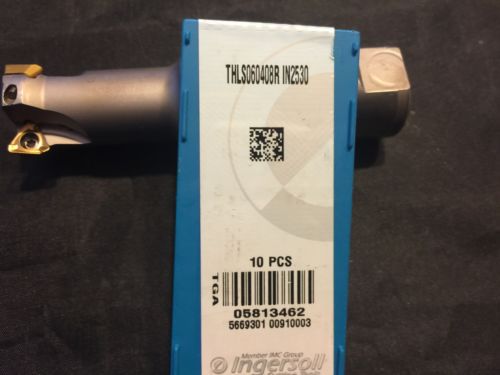 THLS060408R IN2530
10 PCS
TGA
05813462
5669301 00910003
Member IMC Group
Ingersoll